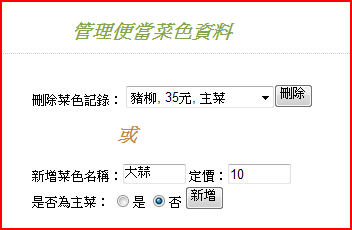 管理便當菜色資料
刪除菜色記錄： 豬柳, 35元, 主菜 刪除
或
新增菜色名稱： 大蒜 定價： 10
是否為主菜： 是 否 新增